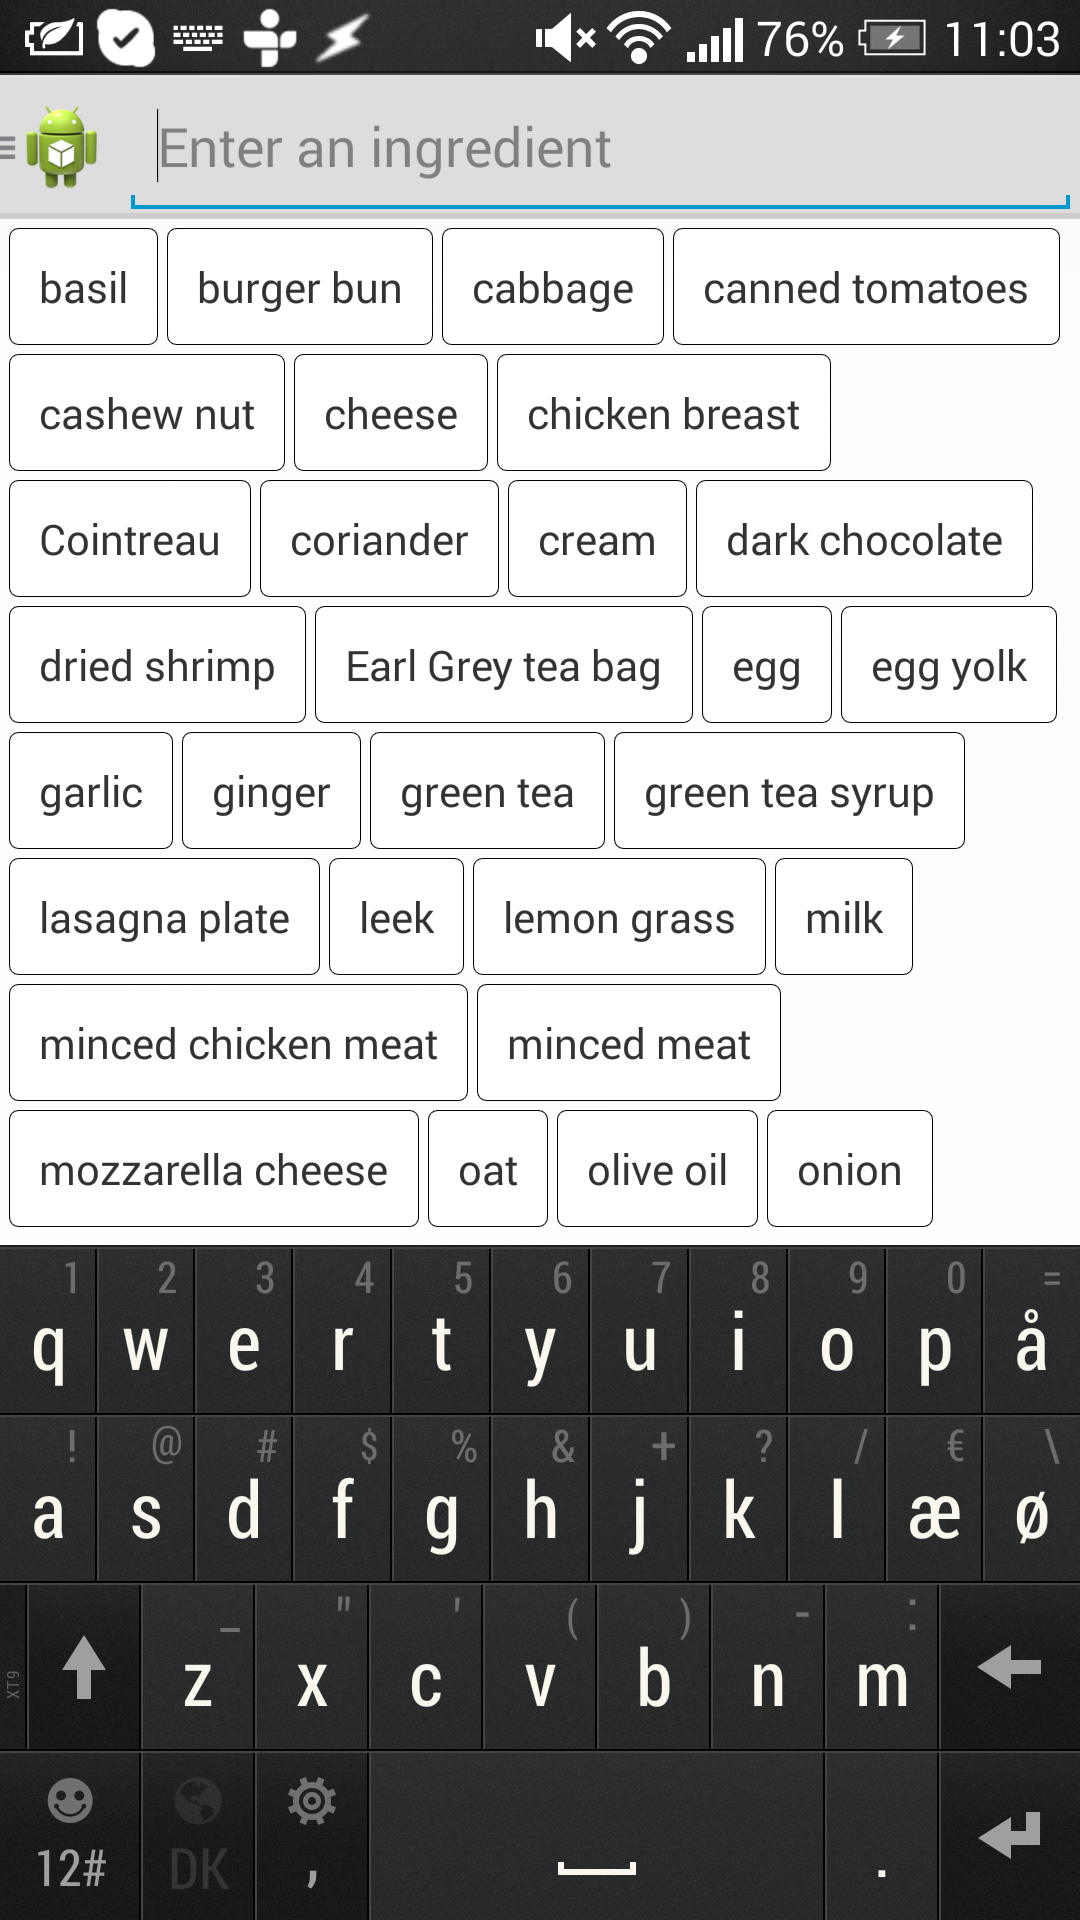 76% 11:03
Enter an ingredient
basil burger bun cabbage canned tomatoes
cashew nut cheese chicken breast
Cointreau coriander cream dark chocolate
dried shrimp Earl Grey tea bag egg egg yolk
garlic ginger green tea green tea syrup
lasagna plate leek lemon grass milk
minced chicken meat minced meat
mozzarella cheese oat olive oil onion
1 2 3 4 5 6 7 8 9 0 =
q w e r t y u i o p å
! @ # $ % & + ? / € \
a s d f g h j k l æ ø
_ " ' ( ) - :
XT9 z x c v b n m
12# DK , .